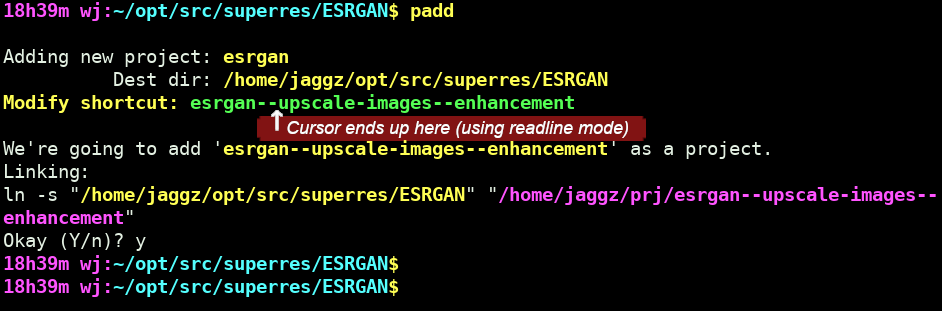 18h39m wj:~/opt/src/superres/ESRGAN$ padd
Adding new project: esrgan
Dest dir: /home/jaggz/opt/src/superres/ESRGAN
Modify shortcut: esrgan--upscale-images--enhancement
↑Cursor ends up here (using readline mode)
We're going to add 'esrgan--upscale-images--enhancement' as a project.
Linking:
ln -s "/home/jaggz/opt/src/superres/ESRGAN" "/home/jaggz/prj/esrgan--upscale-images--
enhancement"
Okay (Y/n)? y
18h39m wj:~/opt/src/superres/ESRGAN$
18h39m wj:~/opt/src/superres/ESRGAN$